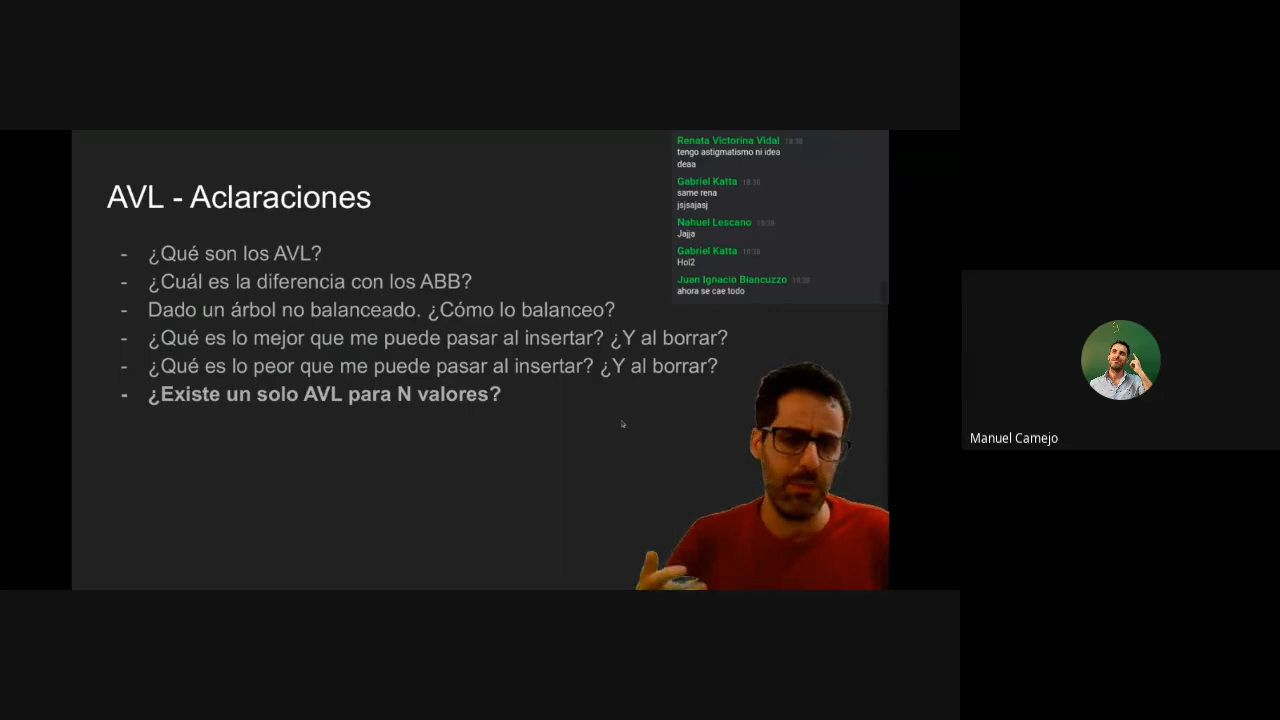 AVL - Aclaraciones
- ¿Qué son los AVL?
- ¿Cuál es la diferencia con los ABB?
- Dado un árbol no balanceado. ¿Cómo lo balanceo?
- ¿Qué es lo mejor que me puede pasar al insertar? ¿Y al borrar?
- ¿Qué es lo peor que me puede pasar al insertar? ¿Y al borrar?
- ¿Existe un solo AVL para N valores?
Renata Victorina Vidal
tengo astigmatismo ni idea
deaa
Gabriel Katta
same rena
jsjsajasj
Nahuel Lescano
Jajja
Gabriel Katta
Hol2
Juan Ignacio Biancuzzo
ahora se cae todo
Manuel Camejo